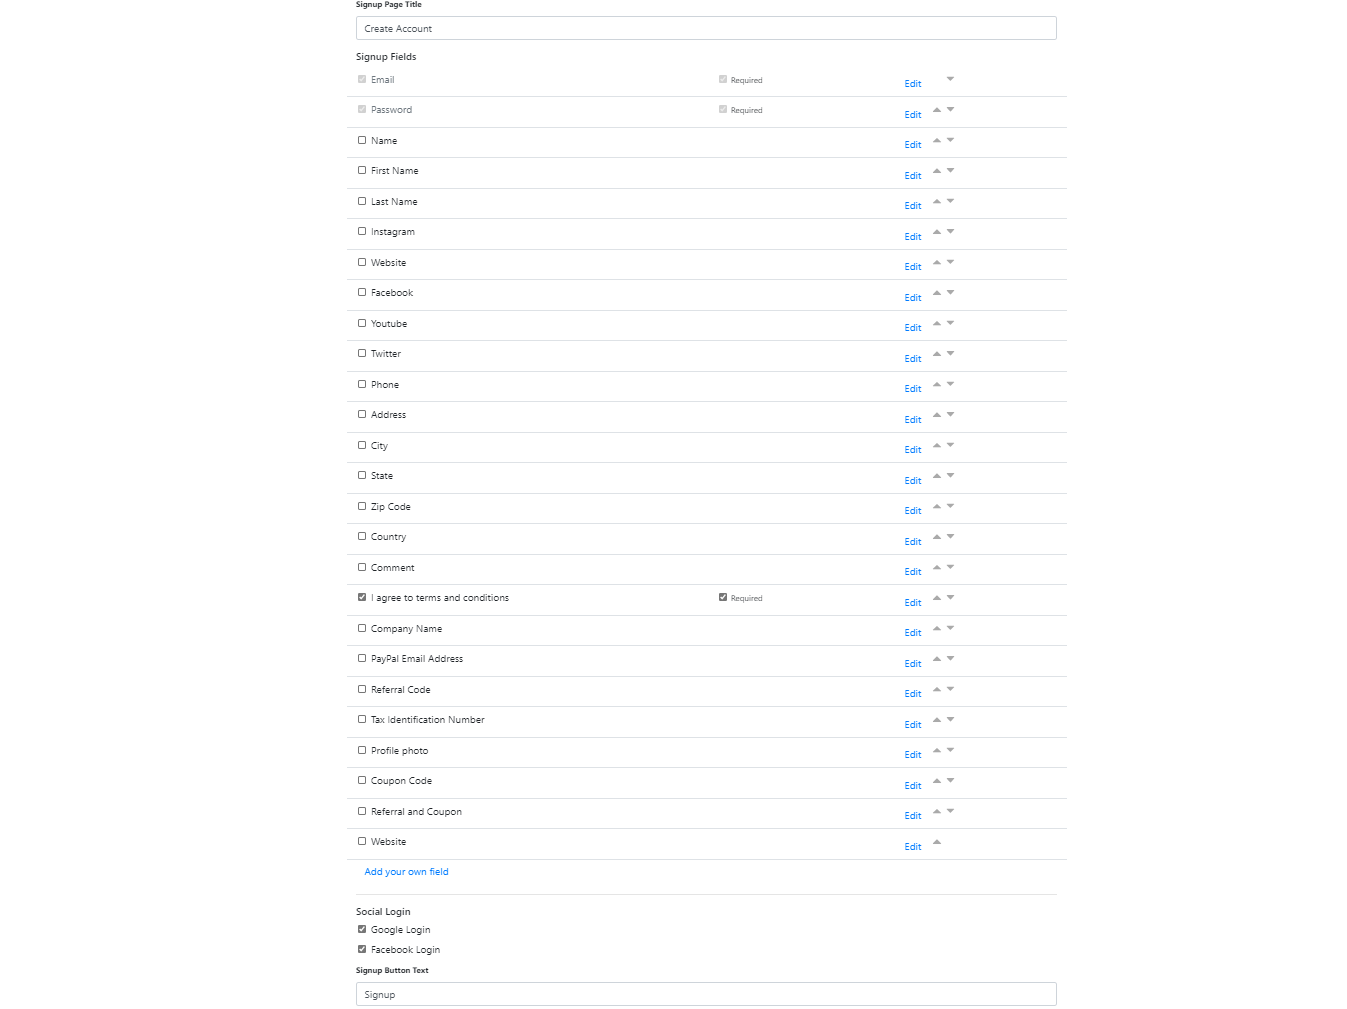 Signup Page Title
Create Account
Signup Fields
Email Required Edit
Password Required Edit
Name Edit
First Name Edit
Last Name Edit
Instagram Edit
Website Edit
Facebook Edit
Youtube Edit
Twitter Edit
Phone Edit
Address Edit
City Edit
State Edit
Zip Code Edit
Country Edit
Comment Edit
I agree to terms and conditions Required Edit
Company Name Edit
PayPal Email Address Edit
Referral Code Edit
Tax Identification Number Edit
Profile photo Edit
Coupon Code Edit
Referral and Coupon Edit
Website Edit
Add your own field
Social Login
Google Login
Facebook Login
Signup Button Text
Signup